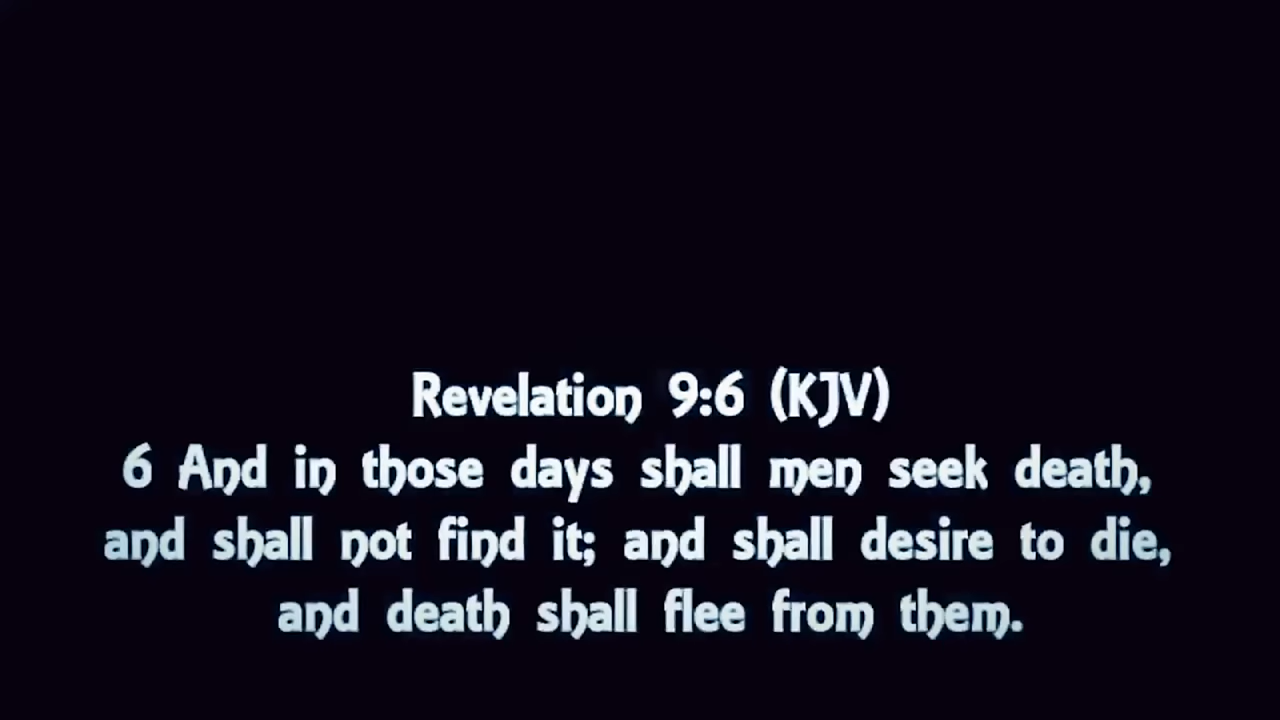 Revelation 9:6 (KJV)
6 And in those days shall men seek death,
and shall not find it; and shall desire to die,
and death shall flee from them.